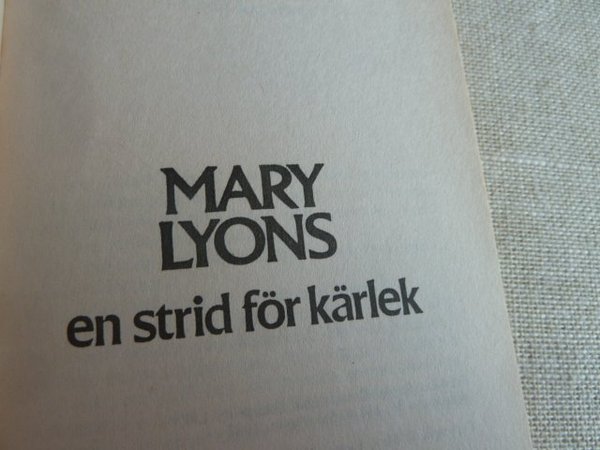 MARY
LYONS
en strid för kärlek